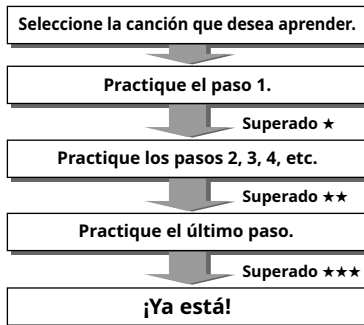 Seleccione la canción que desea aprender.
Practique el paso 1.
Superado ★
Practique los pasos 2, 3, 4, etc.
Superado ★★
Practique el último paso.
Superado ★★★
¡Ya está!